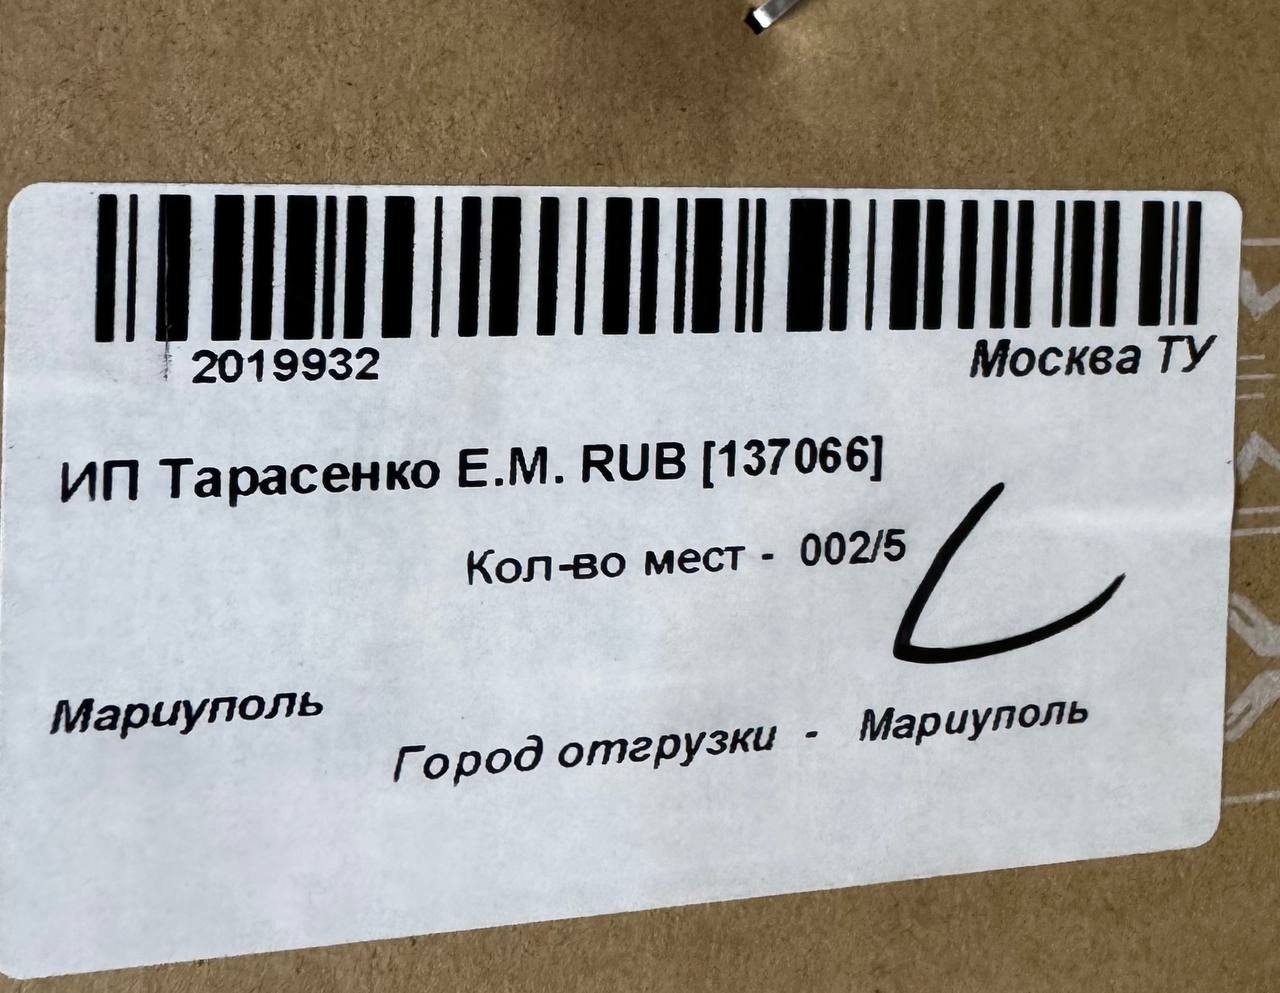 2019932 Москва ТУ
ИП Тарасенко Е.М. RUB [137066]
Кол-во мест - 002/5
Мариуполь
Город отгрузки - Мариуполь